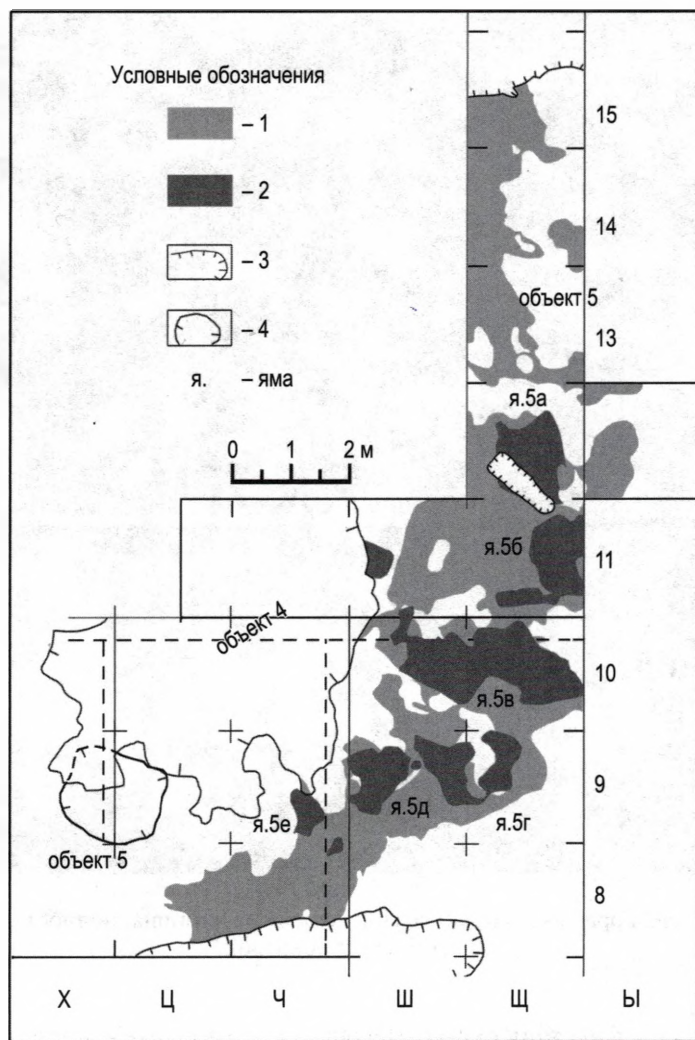 Условные обозначения
– 1
– 2
– 3
– 4
я. – яма
0 1 2 м
15
14
объект 5
13
я.5а
я.5б
11
объект 4
10
я.5в
9
я.5е
я.5д
я.5г
объект 5
8
Х Ц Ч Ш Щ Ы